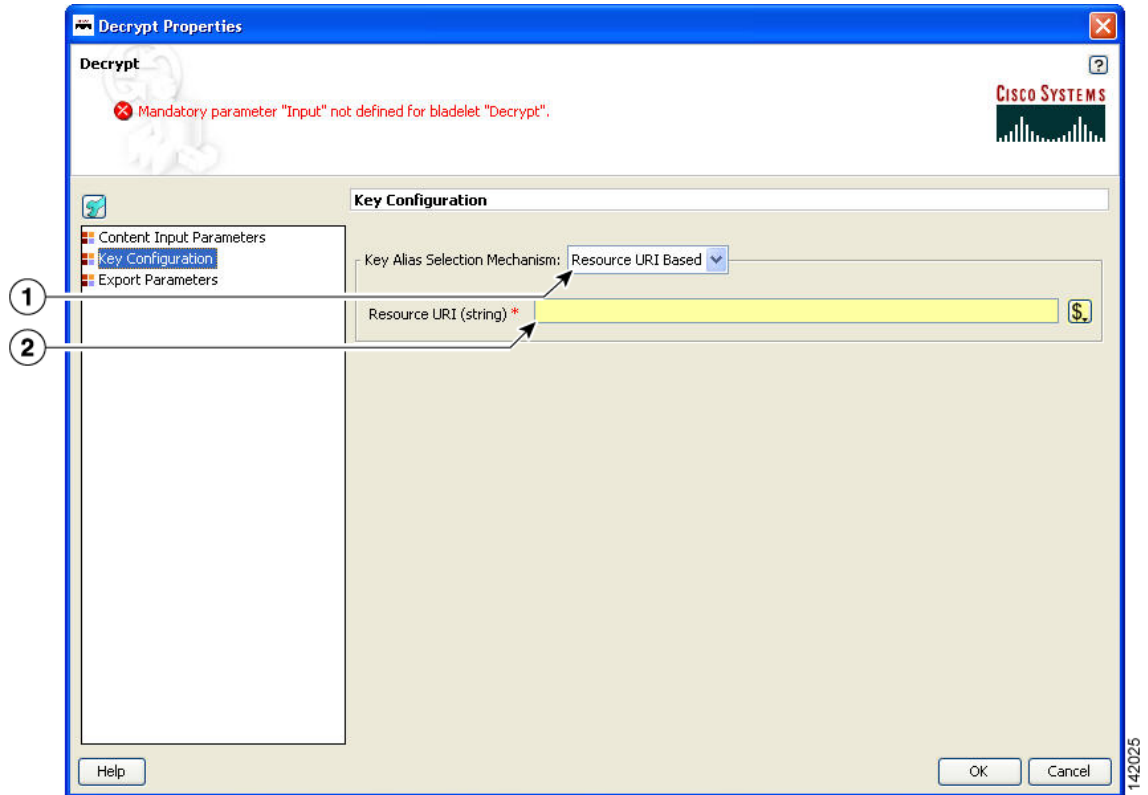 Decrypt Properties
Decrypt
?
CISCO SYSTEMS
Mandatory parameter "Input" not defined for bladelet "Decrypt".
Key Configuration
Content Input Parameters
Key Configuration
Export Parameters
Key Alias Selection Mechanism: Resource URI Based
1
Resource URI (string) * $
2
Help OK Cancel
142025